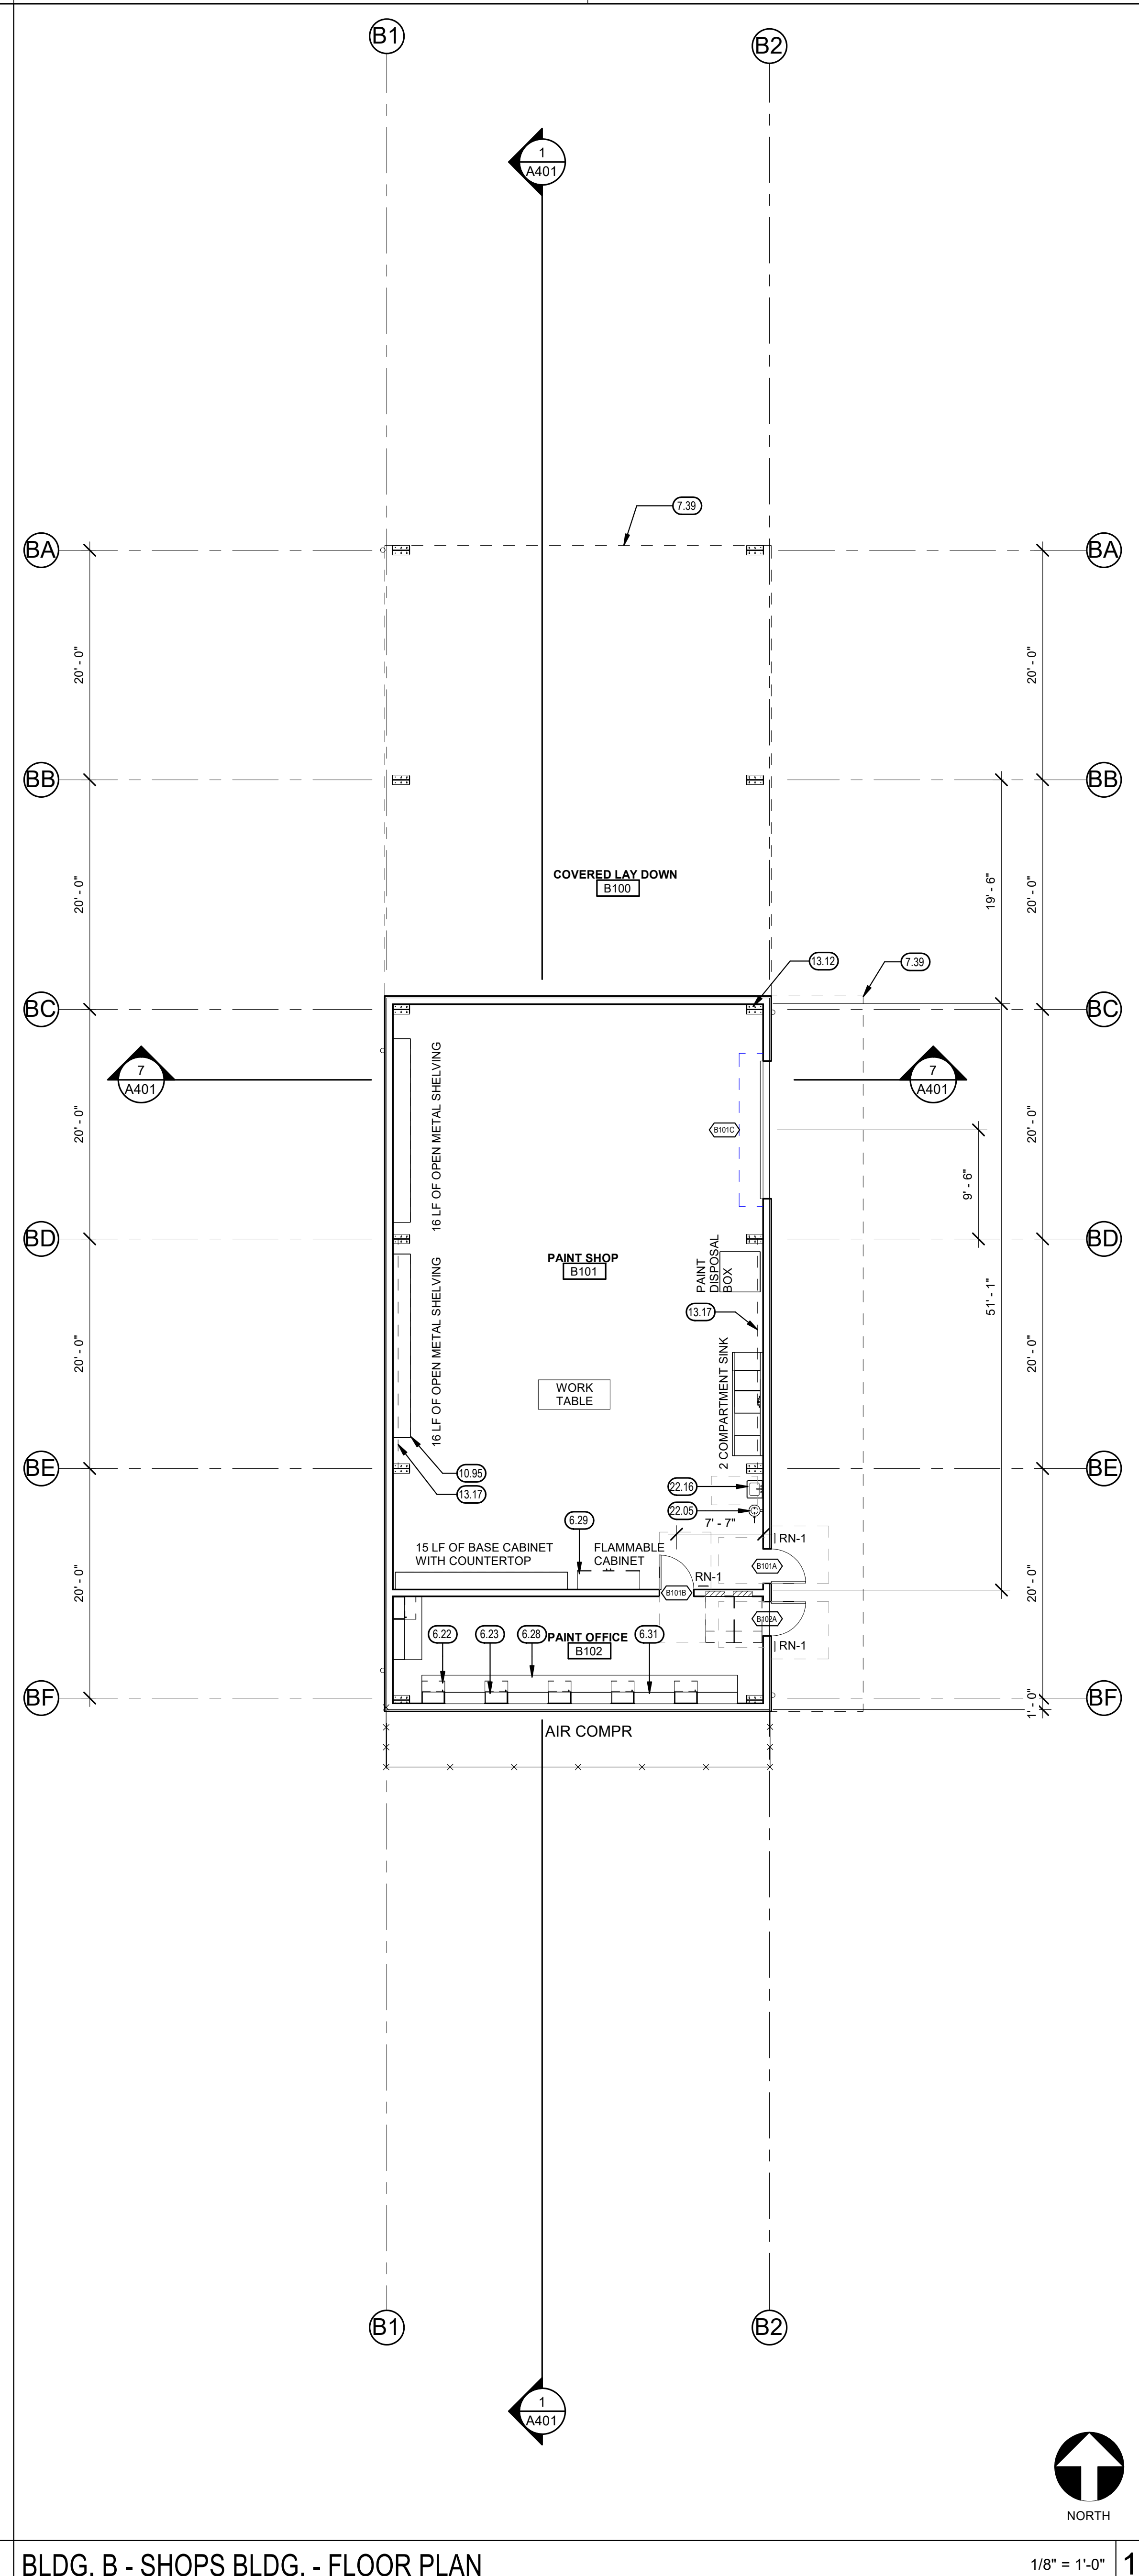 B1
B2
1
A401
7.39
BA
BA
20' - 0"
20' - 0"
BB
BB
20' - 0"
19' - 6"
20' - 0"
COVERED LAY DOWN
B100
13.12
7.39
BC
BC
7
A401
7
A401
16 LF OF OPEN METAL SHELVING
B101C
20' - 0"
20' - 0"
9' - 6"
BD
BD
PAINT SHOP
B101
PAINT
DISPOSAL
BOX
51' - 1"
13.17
16 LF OF OPEN METAL SHELVING
20' - 0"
20' - 0"
2 COMPARTMENT SINK
WORK
TABLE
BE
BE
10.95
13.17
22.16
22.05
6.29
7' - 7"
RN-1
15 LF OF BASE CABINET
WITH COUNTERTOP
FLAMMABLE
CABINET
B101A
RN-1
20' - 0"
20' - 0"
B101B
B102A
6.22
6.23
6.28
PAINT OFFICE
B102
6.31
RN-1
BF
BF
1' - 0"
AIR COMPR
B1
B2
1
A401
NORTH
BLDG. B - SHOPS BLDG. - FLOOR PLAN
1/8" = 1'-0"
1